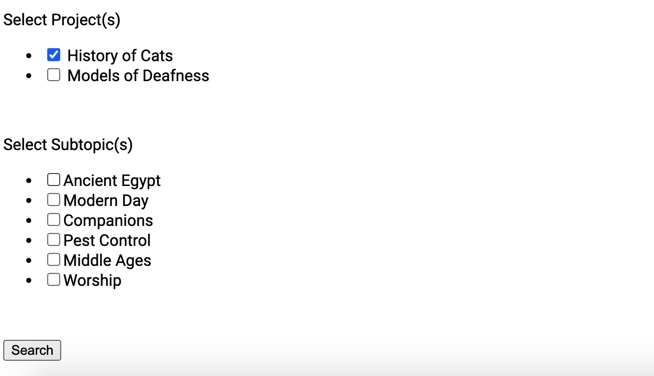 Select Project(s)
History of Cats
Models of Deafness
Select Subtopic(s)
Ancient Egypt
Modern Day
Companions
Pest Control
Middle Ages
Worship
Search